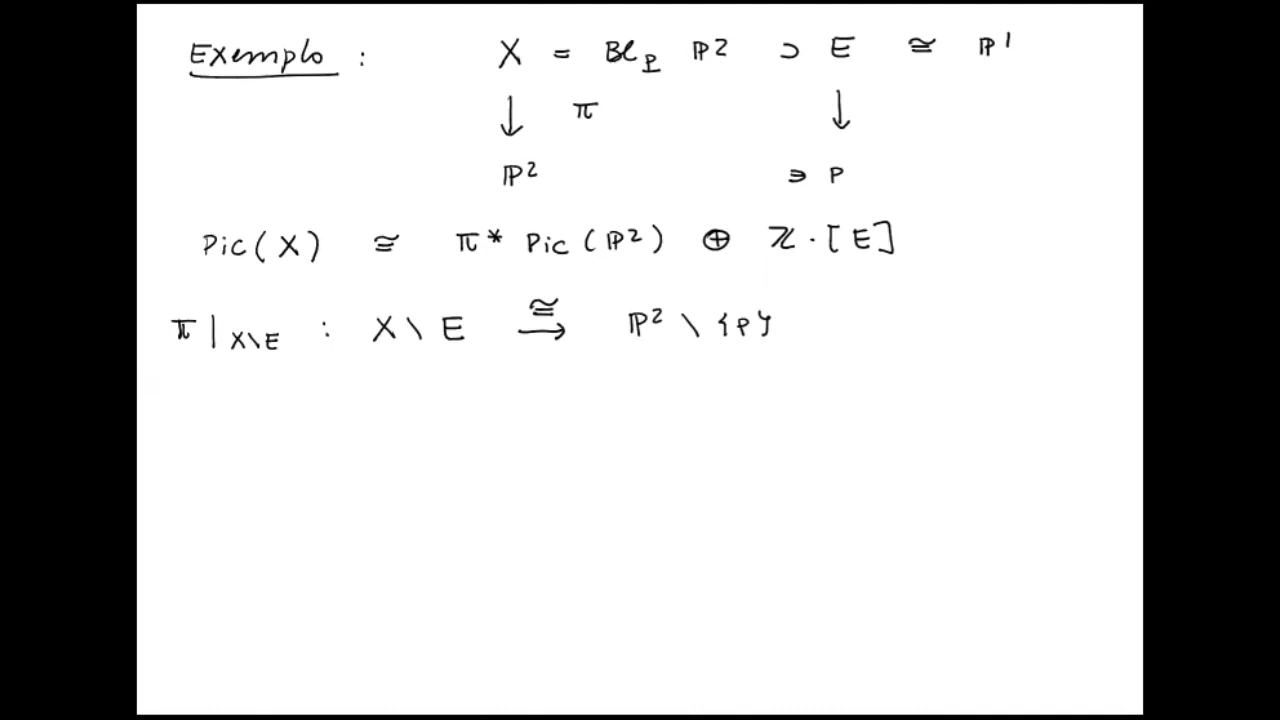 Exemplo : X = Bl_P ℙ² ⊃ E ≅ ℙ¹
↓ π ↓
ℙ² ∋ P
Pic(X) ≅ π* Pic(ℙ²) ⊕ ℤ·[E]
π|_{X\E} : X \ E ≅→ ℙ² \ {p}